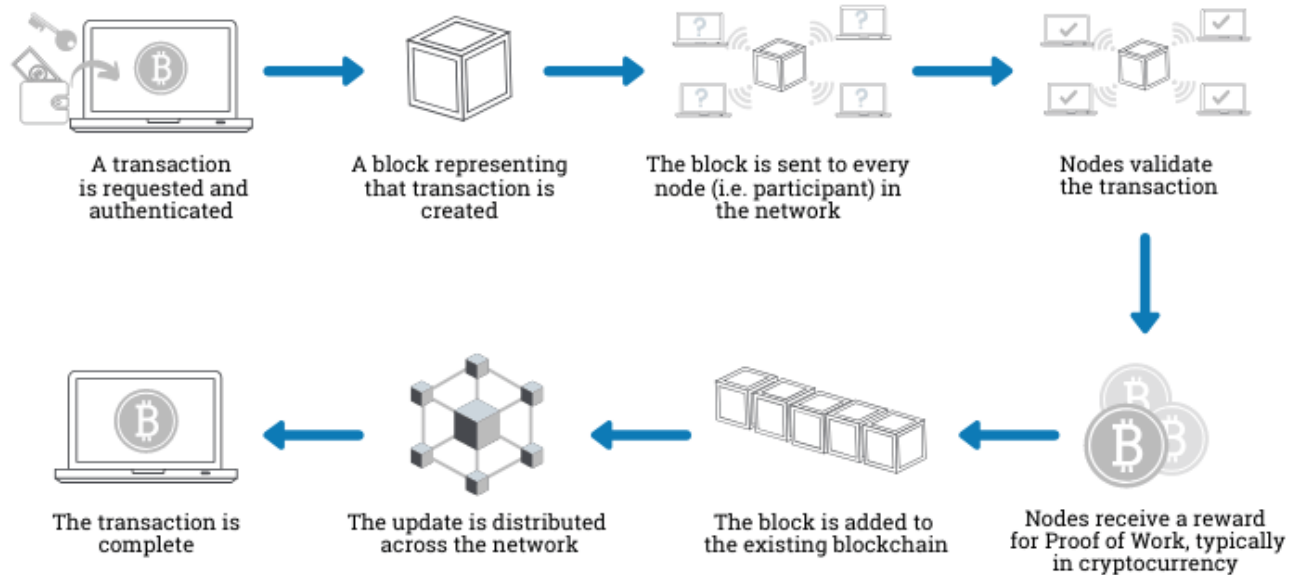 A transaction
is requested and
authenticated
A block representing
that transaction is
created
The block is sent to every
node (i.e. participant) in
the network
Nodes validate
the transaction
The transaction is
complete
The update is distributed
across the network
The block is added to
the existing blockchain
Nodes receive a reward
for Proof of Work, typically
in cryptocurrency